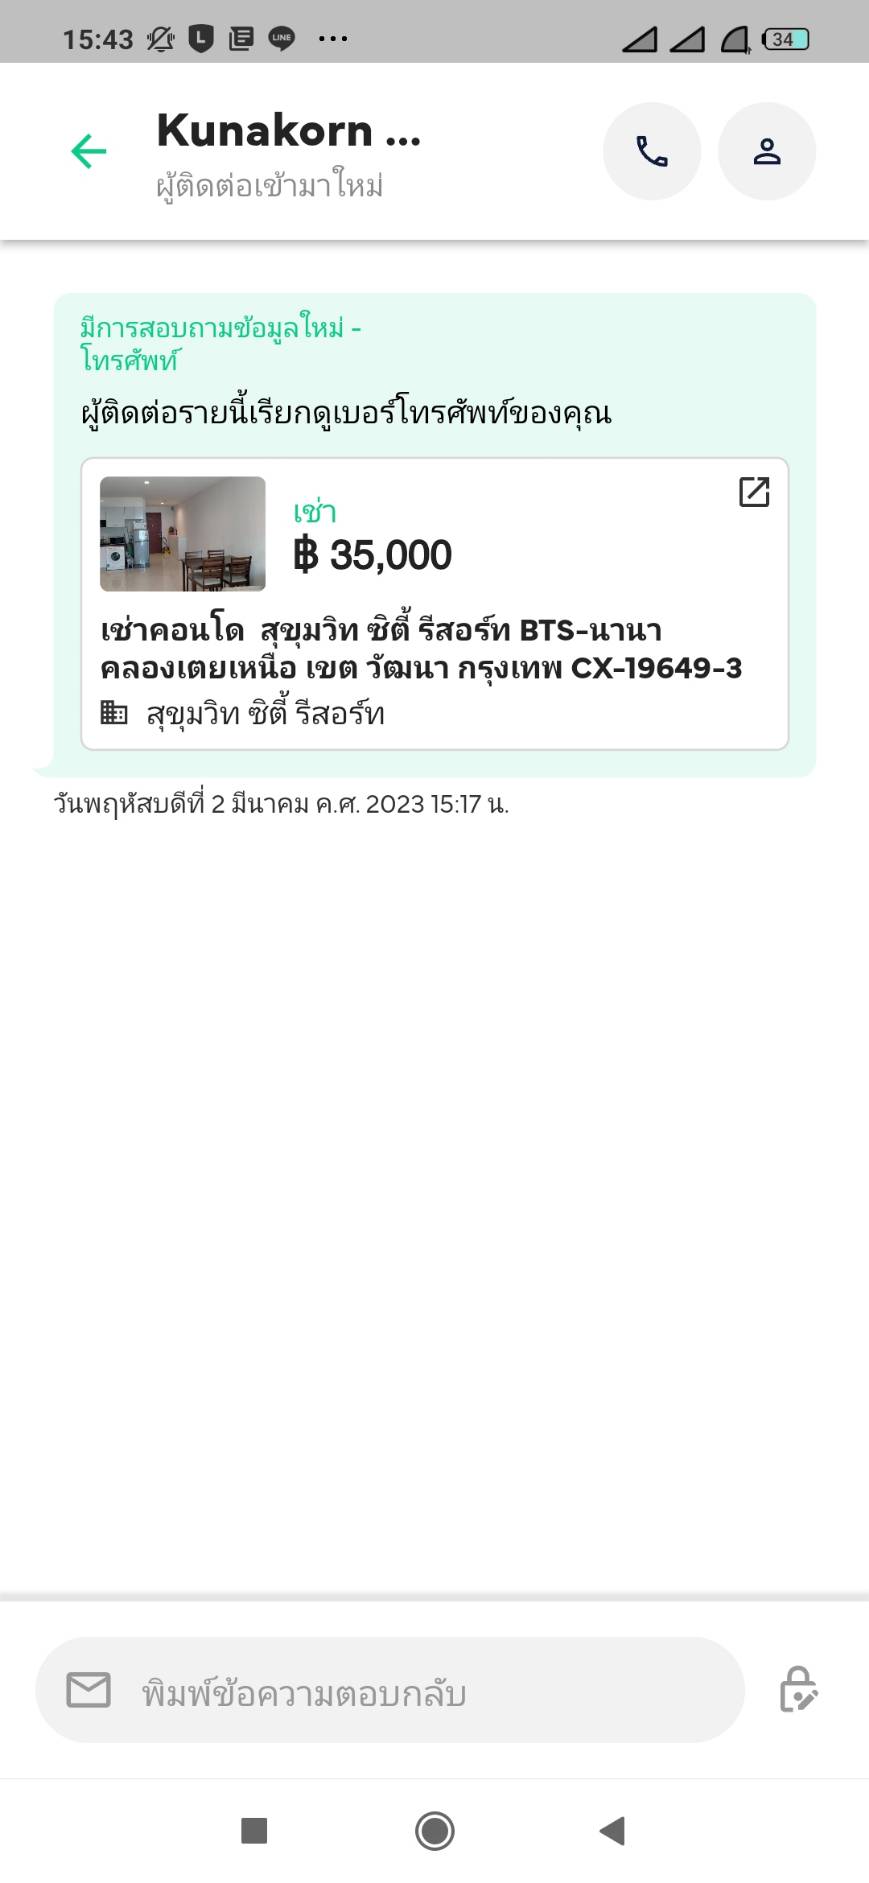 15:43
L
LINE
34
Kunakorn ...
ผู้ติดต่อเข้ามาใหม่
มีการสอบถามข้อมูลใหม่ -
โทรศัพท์
ผู้ติดต่อรายนี้เรียกดูเบอร์โทรศัพท์ของคุณ
เช่า
฿ 35,000
เช่าคอนโด  สุขุมวิท ซิตี้ รีสอร์ท BTS-นานา
คลองเตยเหนือ เขต วัฒนา กรุงเทพ CX-19649-3
สุขุมวิท ซิตี้ รีสอร์ท
วันพฤหัสบดีที่ 2 มีนาคม ค.ศ. 2023 15:17 น.
พิมพ์ข้อความตอบกลับ